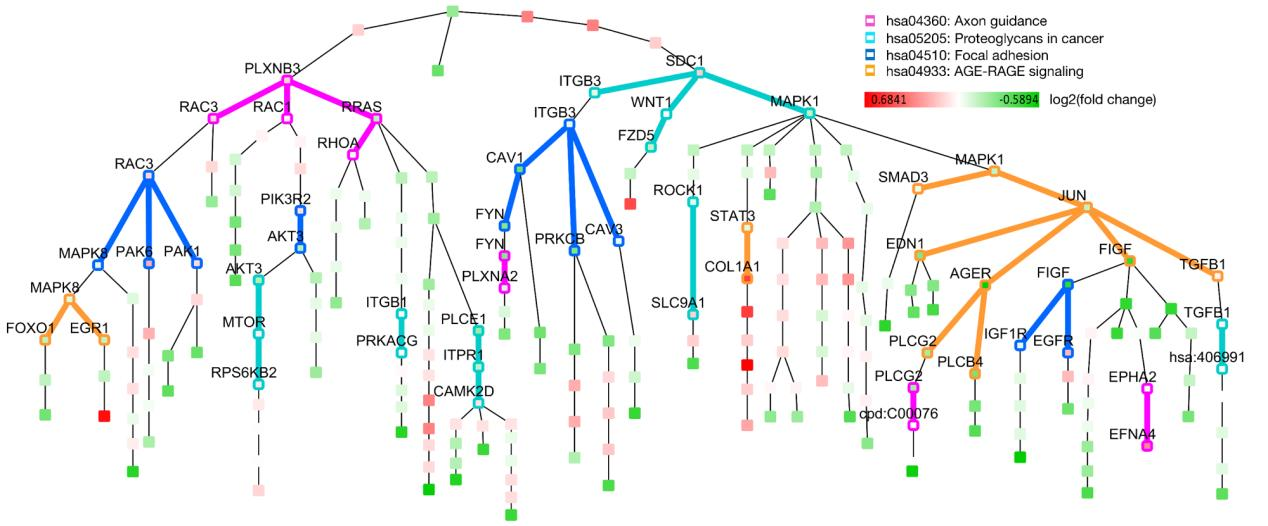 hsa04360: Axon guidance
hsa05205: Proteoglycans in cancer
hsa04510: Focal adhesion
hsa04933: AGE-RAGE signaling
0.6841 -0.5894 log2(fold change)
PLXNB3 SDC1
ITGB3
RAC3 RAC1 RRAS WNT1 MAPK1
ITGB3
RHOA FZD5
RAC3 CAV1 MAPK1
SMAD3
PIK3R2 ROCK1 JUN
FYN STAT3
AKT3 PRKCB CAV3
MAPK8 PAK6 PAK1 FYN EDN1 FIGF
AKT3 PLXNA2 COL1A1 AGER FIGF TGFB1
MAPK8
ITGB1 SLC9A1
FOXO1 EGR1 MTOR PLCE1 TGFB1
PRKACG PLCG2 IGF1R EGFR
ITPR1 PLCB4 hsa:406991
RPS6KB2 PLCG2 EPHA2
CAMK2D
cpd:C00076
EFNA4